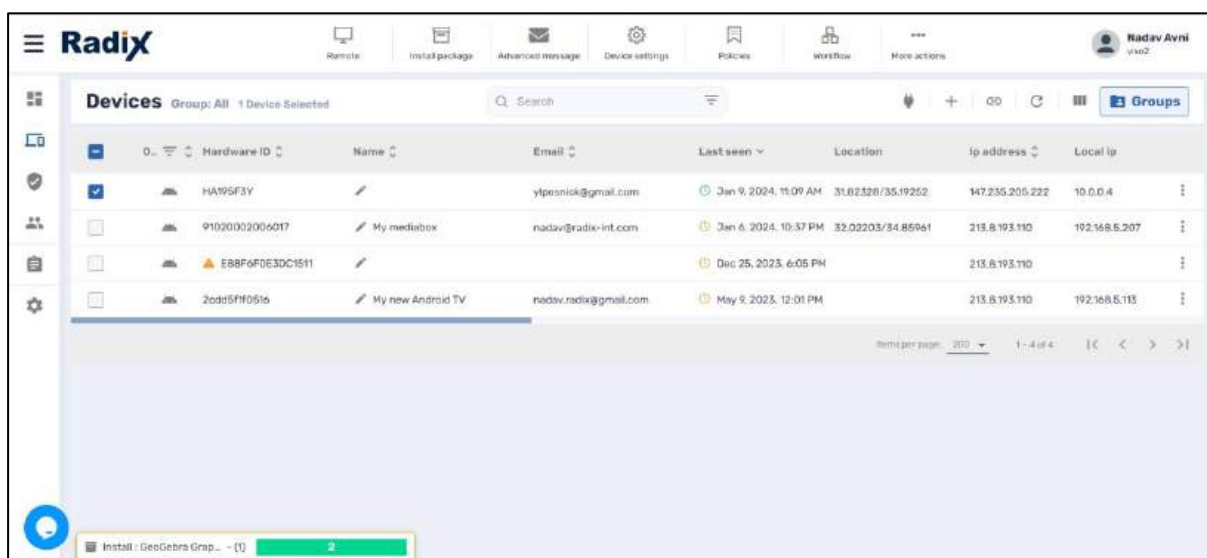 Radix
Remote
Install package
Advanced message
Device settings
Policies
Workflow
More actions
Nadav Avni
viso2
Devices Group: All 1 Device Selected
Search
Groups
O... Hardware ID Name Email Last seen Location Ip address Local ip
HA195F3Y ylposniok@gmail.com Jan 9, 2024, 11:09 AM 31.82328/35.19252 147.235.205.222 10.0.0.4
91020002006017 My mediabox nadav@radix-int.com Jan 6, 2024, 10:37 PM 32.02203/34.85961 213.8.193.110 192.168.5.207
E88F6F0E3DC1511 Dec 25, 2023, 6:05 PM 213.8.193.110
2cdd5f1f0516 My new Android TV nadav.radix@gmail.com May 9, 2023, 12:01 PM 213.8.193.110 192.168.5.113
Items per page: 200 1 - 4 of 4
Install : GeoGebra Grap... - (1) 2